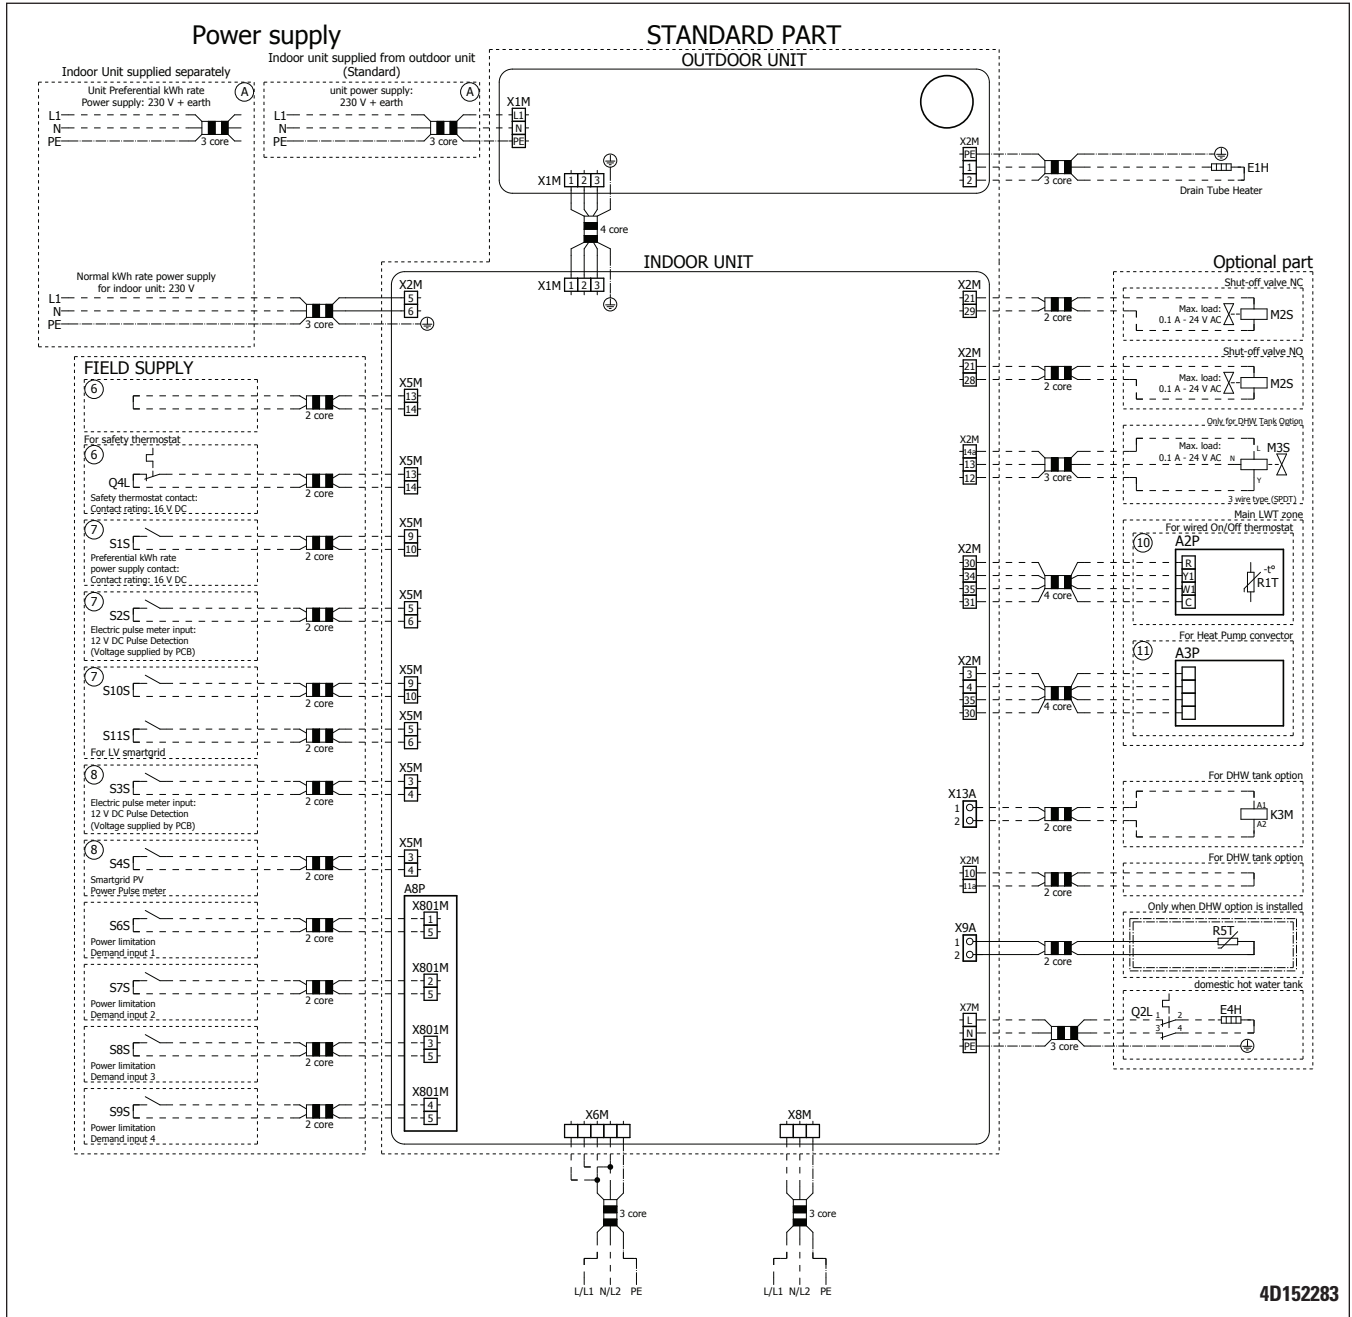 Power supply
STANDARD PART
Indoor Unit supplied separately
Unit Preferential kWh rate
Power supply: 230 V + earth
A
L1
N
PE
3 core
Indoor unit supplied from outdoor unit
(Standard)
unit power supply:
230 V + earth
A
L1
N
PE
3 core
OUTDOOR UNIT
X1M
L1
N
PE
X2M
PE
1
2
3 core
E1H
Drain Tube Heater
X1M 1 2 3
4 core
X1M 1 2 3
INDOOR UNIT
Normal kWh rate power supply
for indoor unit: 230 V
L1
N
PE
3 core
X2M
5
6
FIELD SUPPLY
6
2 core
X5M
13
14
For safety thermostat
6
Q4L
Safety thermostat contact:
Contact rating: 16 V DC
2 core
X5M
13
14
7
S1S
Preferential kWh rate
power supply contact:
Contact rating: 16 V DC
2 core
X5M
9
10
7
S2S
Electric pulse meter input:
12 V DC Pulse Detection
(Voltage supplied by PCB)
2 core
X5M
5
6
7
S10S
2 core
X5M
9
10
S11S
For LV smartgrid
2 core
X5M
5
6
8
S3S
Electric pulse meter input:
12 V DC Pulse Detection
(Voltage supplied by PCB)
2 core
X5M
3
4
8
S4S
Smartgrid PV
Power Pulse meter
2 core
X5M
3
4
A8P
S6S
Power limitation
Demand input 1
2 core
X801M
1
5
S7S
Power limitation
Demand input 2
2 core
X801M
2
5
S8S
Power limitation
Demand input 3
2 core
X801M
3
5
S9S
Power limitation
Demand input 4
2 core
X801M
4
5
Optional part
Shut-off valve NC
X2M
21
29
2 core
Max. load:
0.1 A - 24 V AC
M2S
Shut-off valve NO
X2M
21
28
2 core
Max. load:
0.1 A - 24 V AC
M2S
Only for DHW Tank Option
X2M
14a
13
12
3 core
Max. load:
0.1 A - 24 V AC
L
N
Y
M3S
3 wire type (SPDT)
Main LWT zone
For wired On/Off thermostat
10
A2P
X2M
30
34
35
31
4 core
R
Y1
W1
C
-t°
R1T
For Heat Pump convector
11
A3P
X2M
3
4
35
30
4 core
For DHW tank option
X13A
1
2
2 core
A1
K3M
A2
For DHW tank option
X2M
10
11a
2 core
Only when DHW option is installed
X9A
1
2
2 core
R5T
domestic hot water tank
X7M
L
N
PE
3 core
Q2L
1 2
3 4
E4H
X6M
3 core
L/L1 N/L2 PE
X8M
3 core
L/L1 N/L2 PE
4D152283